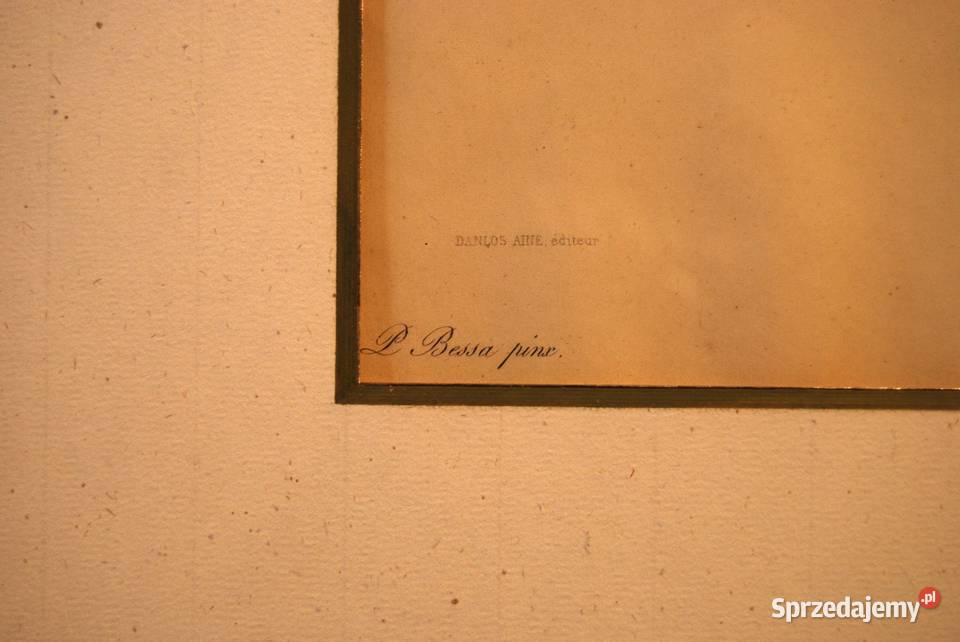 DANLOS AINE, éditeur
P Bessa pinx.
Sprzedajemy.pl